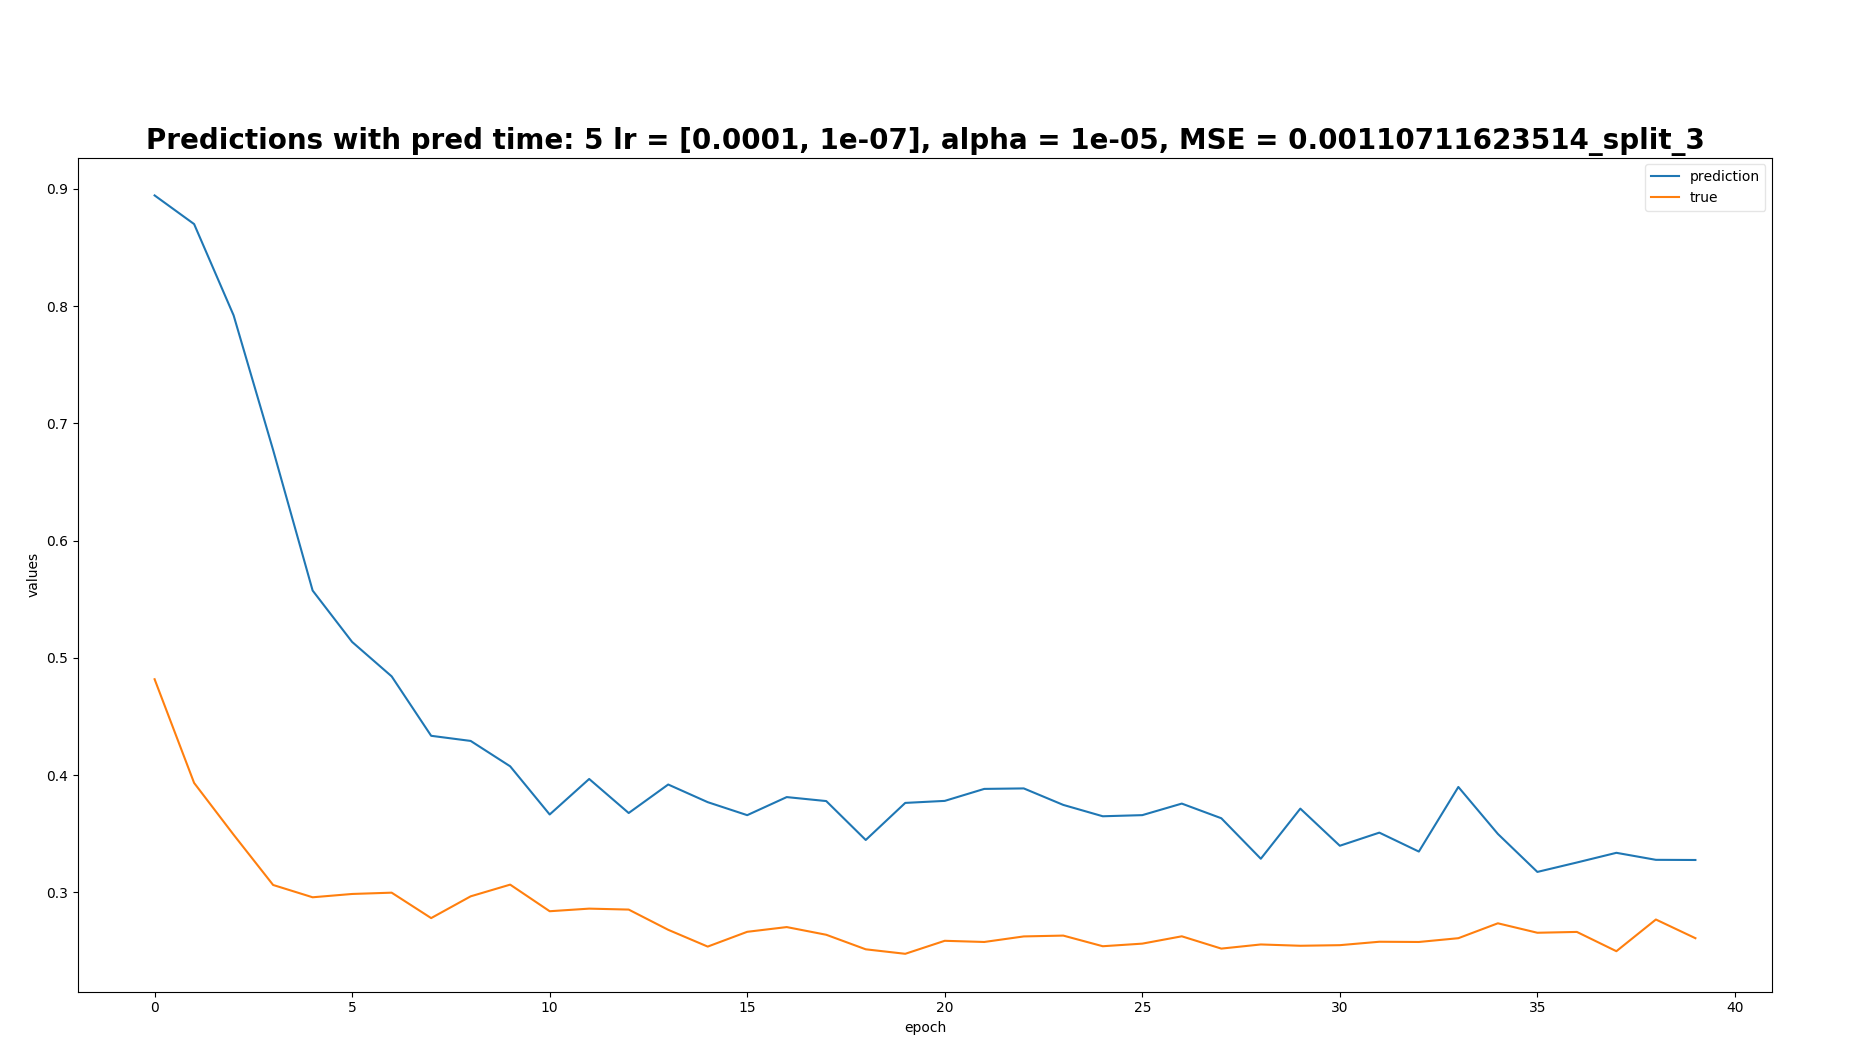 Predictions with pred time: 5 lr = [0.0001, 1e-07], alpha = 1e-05, MSE = 0.00110711623514_split_3
prediction
true
0.9
0.8
0.7
0.6
0.5
0.4
0.3
values
0 5 10 15 20 25 30 35 40
epoch